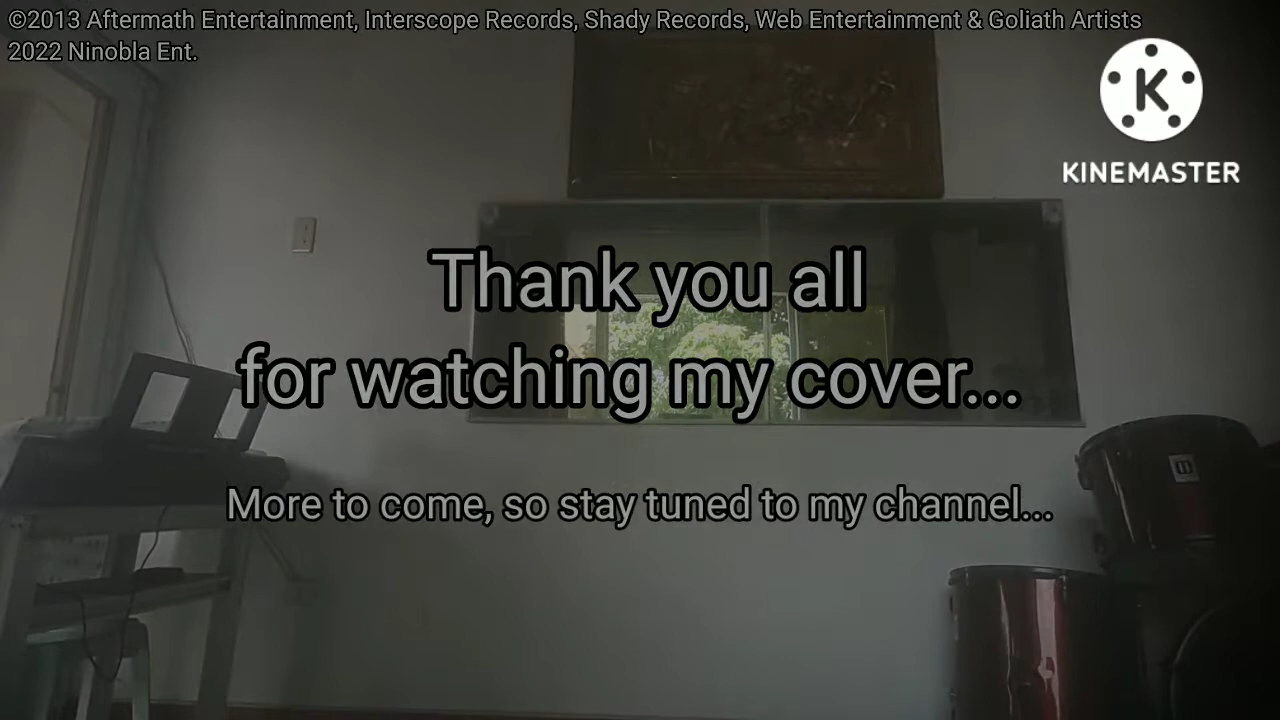 ©2013 Aftermath Entertainment, Interscope Records, Shady Records, Web Entertainment & Goliath Artists
2022 Ninobla Ent.
K
KINEMASTER
Thank you all
for watching my cover...
More to come, so stay tuned to my channel...